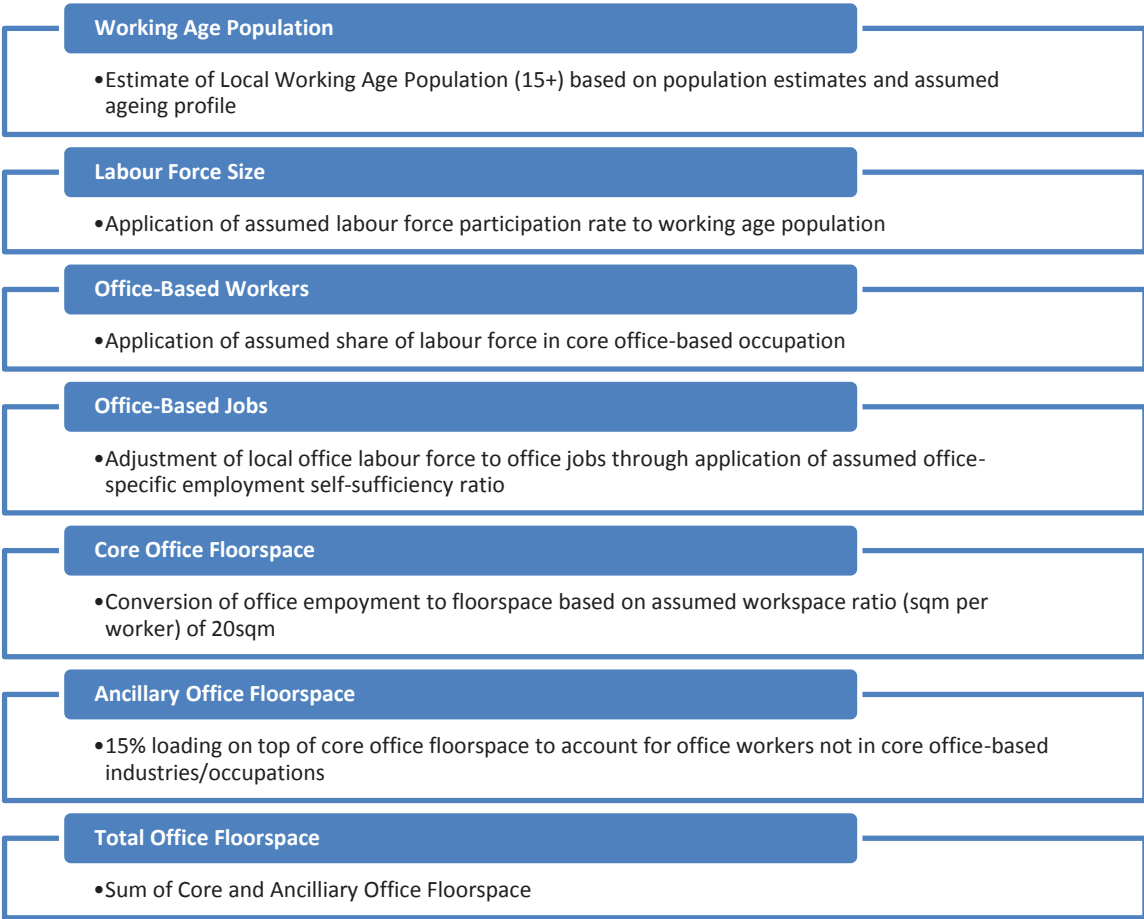 Working Age Population
•Estimate of Local Working Age Population (15+) based on population estimates and assumed
ageing profile
Labour Force Size
•Application of assumed labour force participation rate to working age population
Office-Based Workers
•Application of assumed share of labour force in core office-based occupation
Office-Based Jobs
•Adjustment of local office labour force to office jobs through application of assumed office-
specific employment self-sufficiency ratio
Core Office Floorspace
•Conversion of office empoyment to floorspace based on assumed workspace ratio (sqm per
worker) of 20sqm
Ancillary Office Floorspace
•15% loading on top of core office floorspace to account for office workers not in core office-based
industries/occupations
Total Office Floorspace
•Sum of Core and Ancilliary Office Floorspace